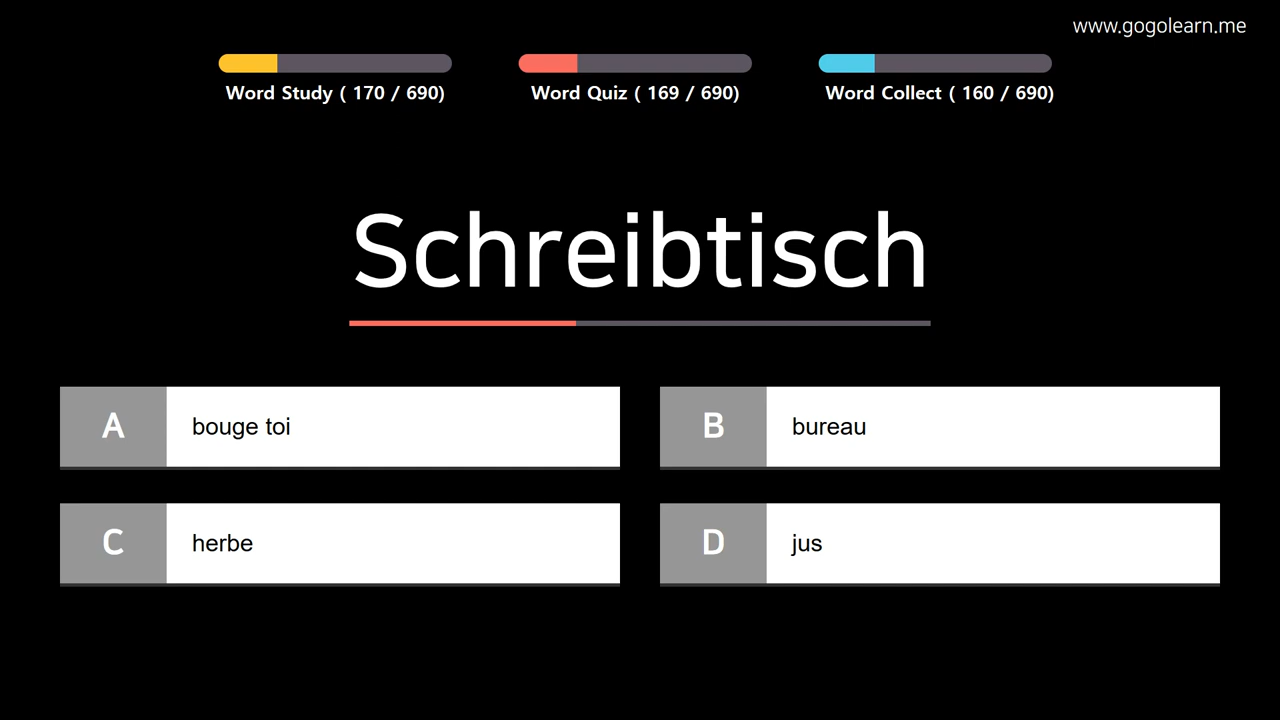 www.gogolearn.me
Word Study ( 170 / 690)
Word Quiz ( 169 / 690)
Word Collect ( 160 / 690)
Schreibtisch
A bouge toi
B bureau
C herbe
D jus